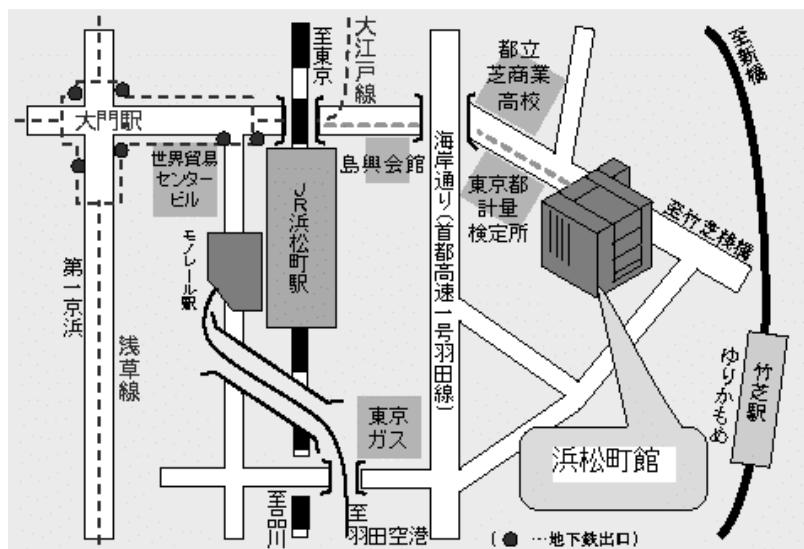 至東京
大江戸線
都立
芝商業
高校
至新橋
大門駅
世界貿易
センター
ビル
島興会館
東京都
計量
検定所
至竹芝桟橋
JR浜松町駅
モノレール駅
海岸通り(首都高速1号羽田線)
第一京浜
浅草線
東京
ガス
浜松町館
竹芝駅
ゆりかもめ
至品川
至
羽田空港
(●…地下鉄出口)